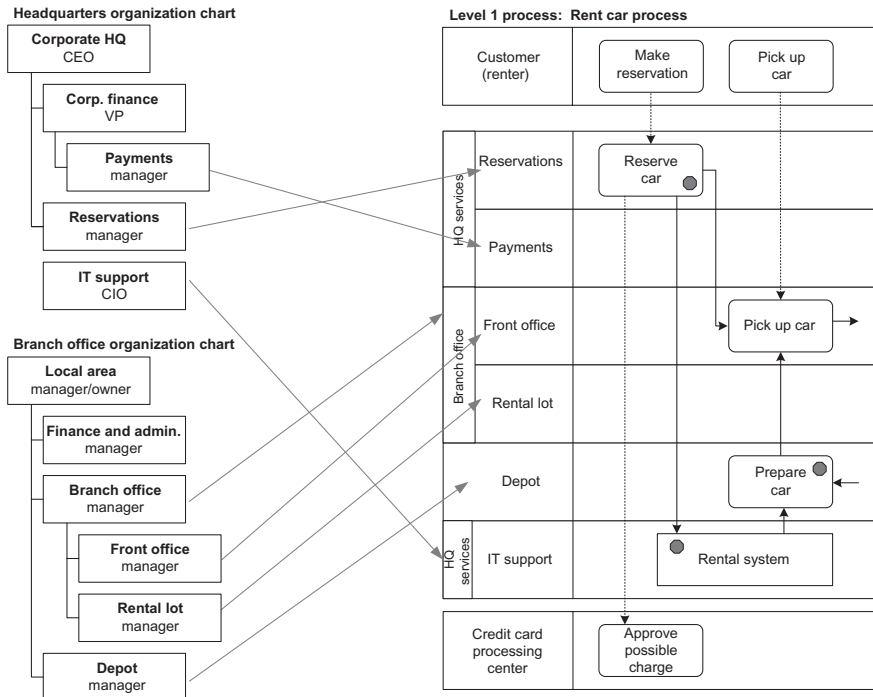 Headquarters organization chart
Corporate HQ
CEO
Corp. finance
VP
Payments
manager
Reservations
manager
IT support
CIO
Branch office organization chart
Local area
manager/owner
Finance and admin.
manager
Branch office
manager
Front office
manager
Rental lot
manager
Depot
manager
Level 1 process: Rent car process
Customer
(renter)
Make
reservation
Pick up
car
HQ services
Reservations
Reserve
car
Payments
Branch office
Front office
Pick up car
Rental lot
Depot
Prepare
car
HQ
services
IT support
Rental system
Credit card
processing
center
Approve
possible
charge